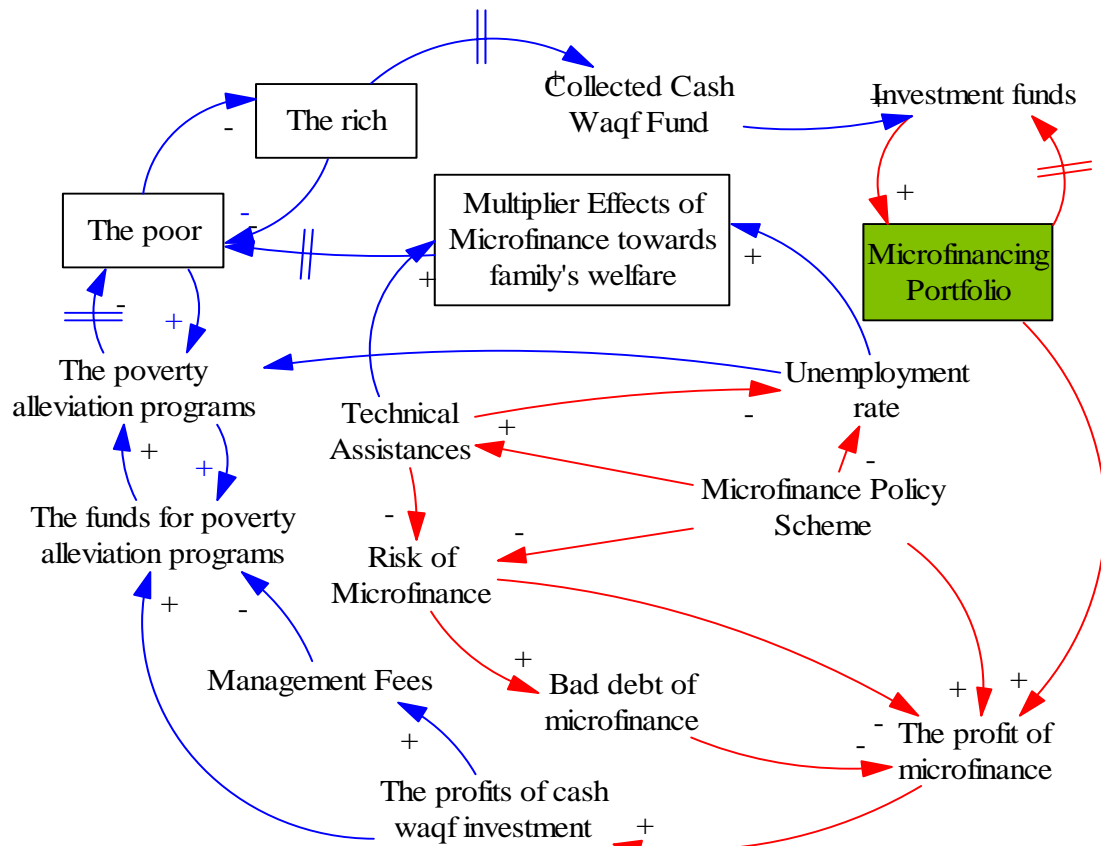 The rich
Collected Cash
Waqf Fund
Investment funds
The poor
Multiplier Effects of
Microfinance towards
family's welfare
Microfinancing
Portfolio
The poverty
alleviation programs
Technical
Assistances
Unemployment
rate
The funds for poverty
alleviation programs
Microfinance Policy
Scheme
Risk of
Microfinance
Management Fees
Bad debt of
microfinance
The profit of
microfinance
The profits of cash
waqf investment